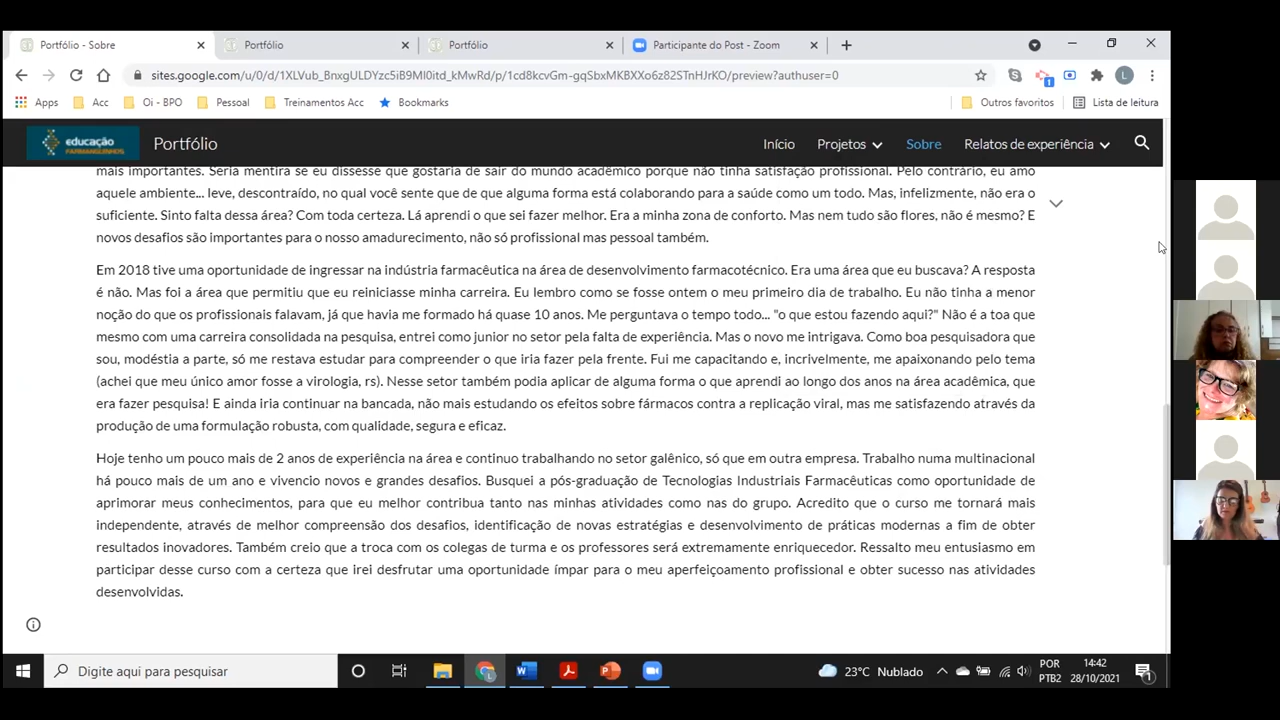 Portfólio - Sobre
Portfólio
Portfólio
Participante do Post - Zoom
sites.google.com/u/0/d/1XLVub_BnxgULDYzc5iB9MI0itd_kMwRd/p/1cd8kcvGm-gqSbxMKBXXo6z82STnHJrKO/preview?authuser=0
L
Apps
Acc
Oi - BPO
Pessoal
Treinamentos Acc
Bookmarks
Outros favoritos
Lista de leitura
educação
FARMANGUINHOS
Portfólio
Início
Projetos
Sobre
Relatos de experiência
mais importantes. Seria mentira se eu dissesse que gostaria de sair do mundo acadêmico porque não tinha satisfação profissional. Pelo contrário, eu amo
aquele ambiente... leve, descontraído, no qual você sente que de que alguma forma está colaborando para a saúde como um todo. Mas, infelizmente, não era o
suficiente. Sinto falta dessa área? Com toda certeza. Lá aprendi o que sei fazer melhor. Era a minha zona de conforto. Mas nem tudo são flores, não é mesmo? E
novos desafios são importantes para o nosso amadurecimento, não só profissional mas pessoal também.
Em 2018 tive uma oportunidade de ingressar na indústria farmacêutica na área de desenvolvimento farmacotécnico. Era uma área que eu buscava? A resposta
é não. Mas foi a área que permitiu que eu reiniciasse minha carreira. Eu lembro como se fosse ontem o meu primeiro dia de trabalho. Eu não tinha a menor
noção do que os profissionais falavam, já que havia me formado há quase 10 anos. Me perguntava o tempo todo... "o que estou fazendo aqui?" Não é a toa que
mesmo com uma carreira consolidada na pesquisa, entrei como junior no setor pela falta de experiência. Mas o novo me intrigava. Como boa pesquisadora que
sou, modéstia a parte, só me restava estudar para compreender o que iria fazer pela frente. Fui me capacitando e, incrivelmente, me apaixonando pelo tema
(achei que meu único amor fosse a virologia, rs). Nesse setor também podia aplicar de alguma forma o que aprendi ao longo dos anos na área acadêmica, que
era fazer pesquisa! E ainda iria continuar na bancada, não mais estudando os efeitos sobre fármacos contra a replicação viral, mas me satisfazendo através da
produção de uma formulação robusta, com qualidade, segura e eficaz.
Hoje tenho um pouco mais de 2 anos de experiência na área e continuo trabalhando no setor galênico, só que em outra empresa. Trabalho numa multinacional
há pouco mais de um ano e vivencio novos e grandes desafios. Busquei a pós-graduação de Tecnologias Industriais Farmacêuticas como oportunidade de
aprimorar meus conhecimentos, para que eu melhor contribua tanto nas minhas atividades como nas do grupo. Acredito que o curso me tornará mais
independente, através de melhor compreensão dos desafios, identificação de novas estratégias e desenvolvimento de práticas modernas a fim de obter
resultados inovadores. Também creio que a troca com os colegas de turma e os professores será extremamente enriquecedor. Ressalto meu entusiasmo em
participar desse curso com a certeza que irei desfrutar uma oportunidade ímpar para o meu aperfeiçoamento profissional e obter sucesso nas atividades
desenvolvidas.
Digite aqui para pesquisar
23°C Nublado
POR
PTB2
14:42
28/10/2021